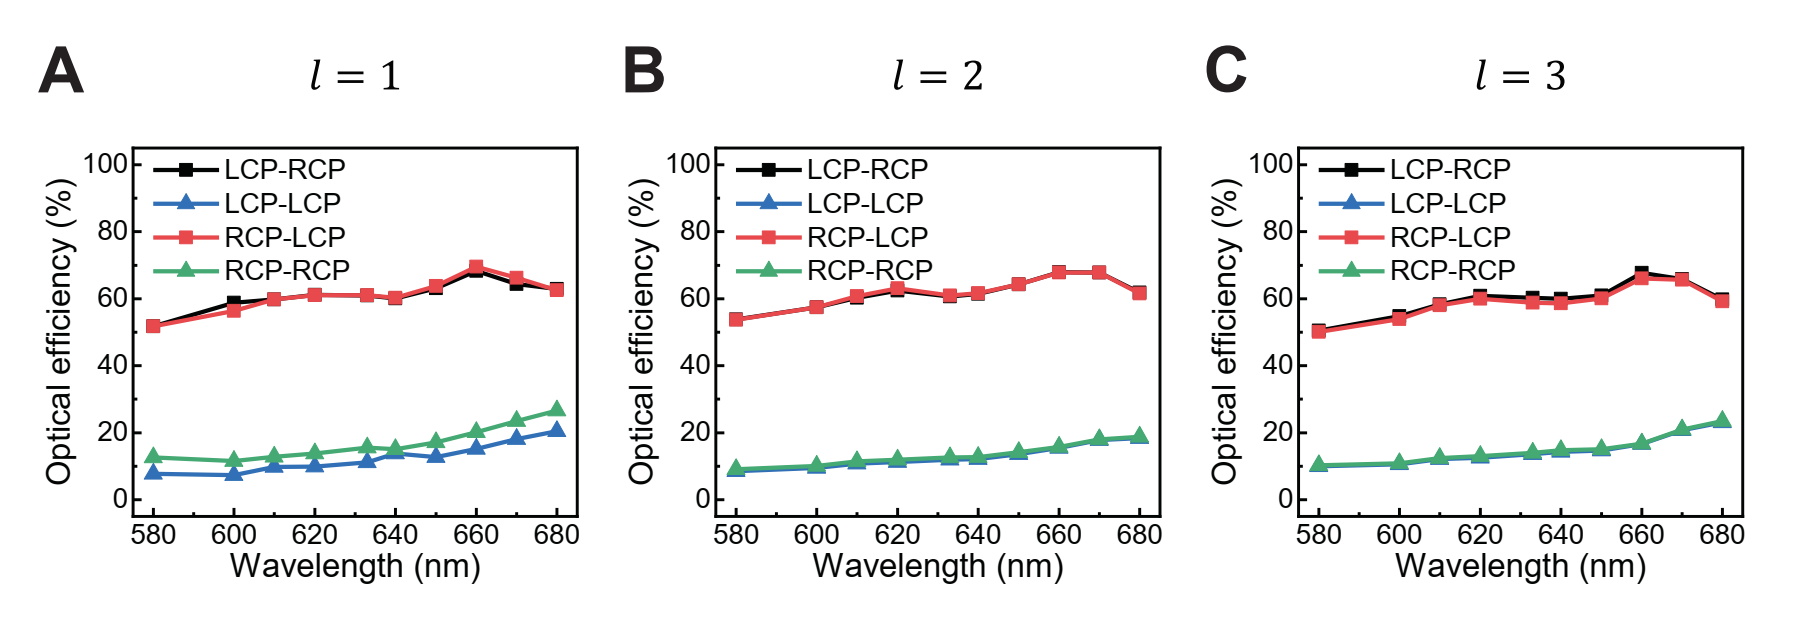 A
l = 1
Optical efficiency (%)
100
80
60
40
20
0
LCP-RCP
LCP-LCP
RCP-LCP
RCP-RCP
580 600 620 640 660 680
Wavelength (nm)
B
l = 2
Optical efficiency (%)
100
80
60
40
20
0
LCP-RCP
LCP-LCP
RCP-LCP
RCP-RCP
580 600 620 640 660 680
Wavelength (nm)
C
l = 3
Optical efficiency (%)
100
80
60
40
20
0
LCP-RCP
LCP-LCP
RCP-LCP
RCP-RCP
580 600 620 640 660 680
Wavelength (nm)